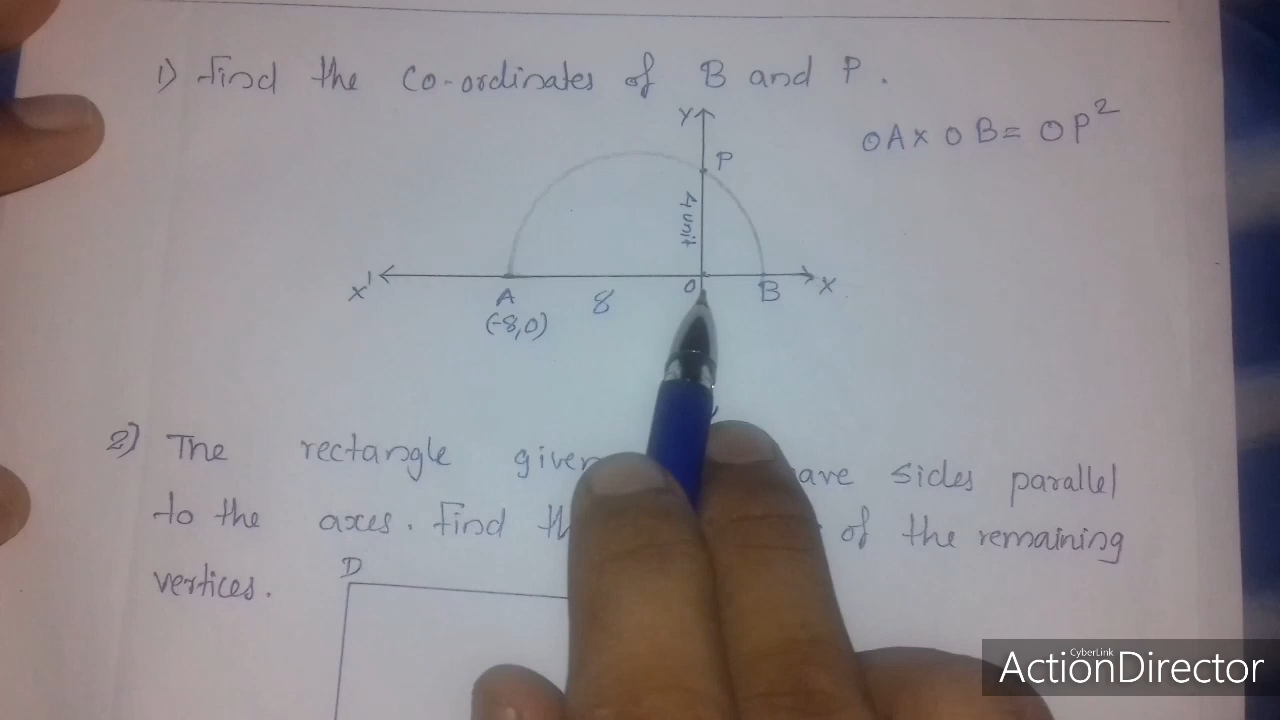 1) Find the co-ordinates of B and P.
OA x OB = OP²
Y
P
4 unit
X' A 8 O B X
(-8,0)
2) The rectangle given have sides parallel
to the axes. Find of the remaining
vertices.
D
CyberLink
ActionDirector